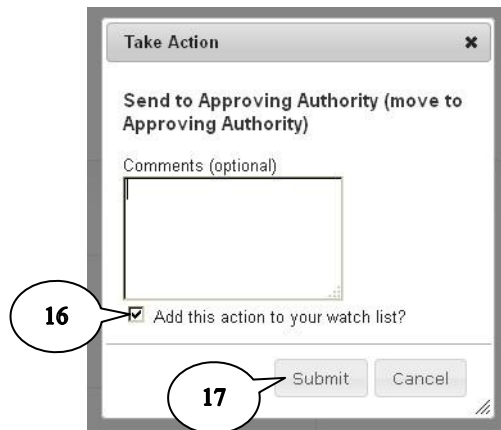 Take Action
Send to Approving Authority (move to
Approving Authority)
Comments (optional)
16
Add this action to your watch list?
17
Submit
Cancel